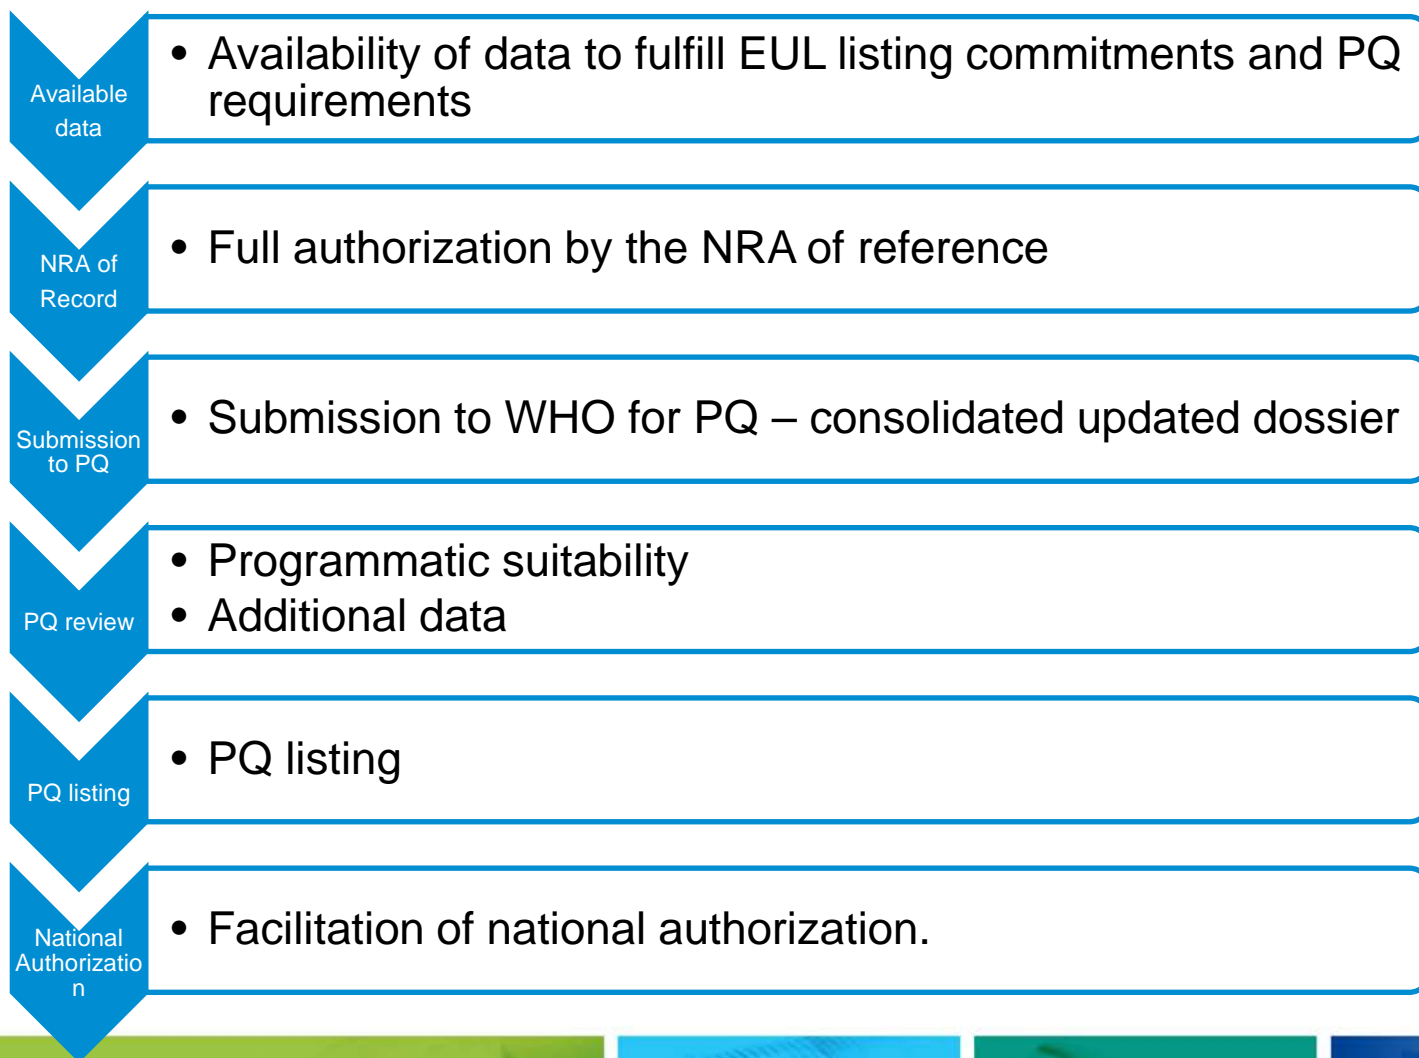 Available
data
• Availability of data to fulfill EUL listing commitments and PQ
requirements
NRA of
Record
• Full authorization by the NRA of reference
Submission
to PQ
• Submission to WHO for PQ – consolidated updated dossier
PQ review
• Programmatic suitability
• Additional data
PQ listing
• PQ listing
National
Authorizatio
n
• Facilitation of national authorization.